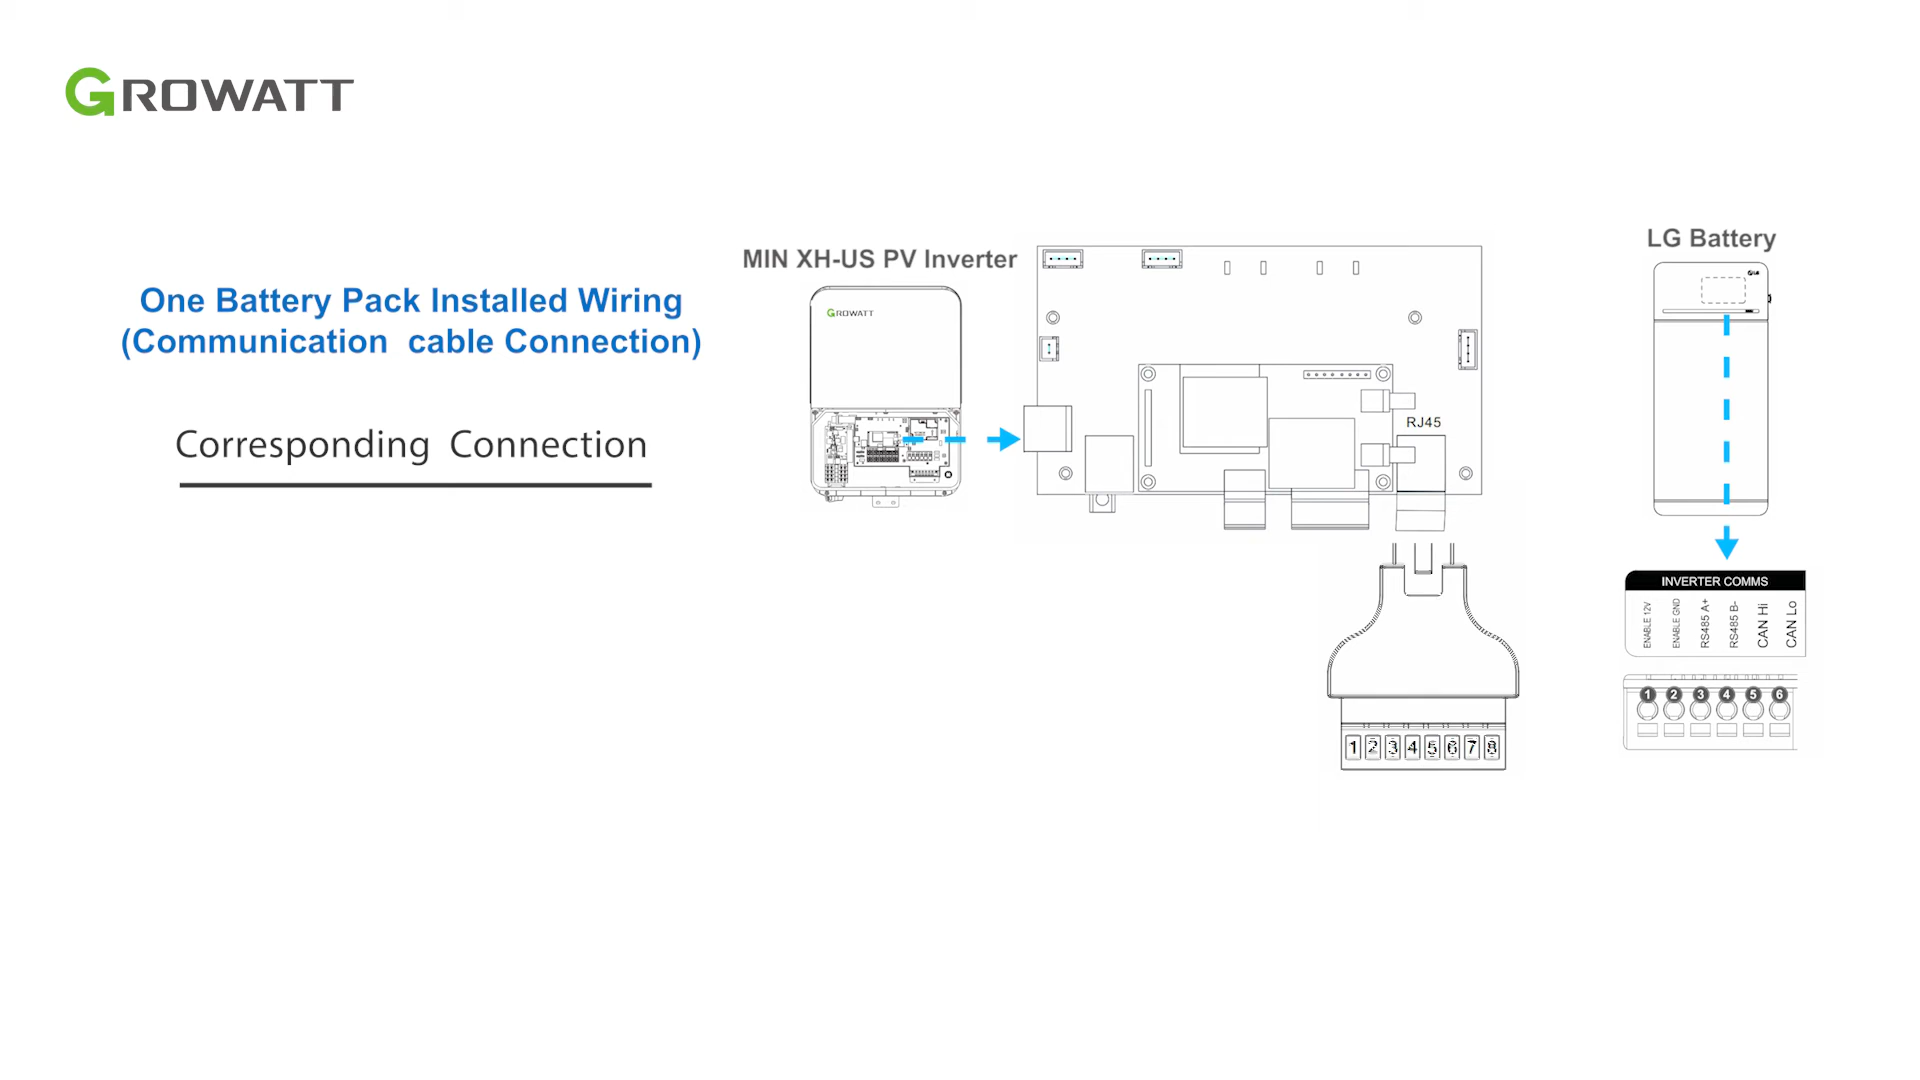 GROWATT
One Battery Pack Installed Wiring
(Communication cable Connection)
Corresponding Connection
MIN XH-US PV Inverter
GROWATT
RJ45
1 2 3 4 5 6 7 8
LG Battery
LG
INVERTER COMMS
ENABLE 12V
ENABLE GND
RS485 A+
RS485 B-
CAN Hi
CAN Lo
1 2 3 4 5 6